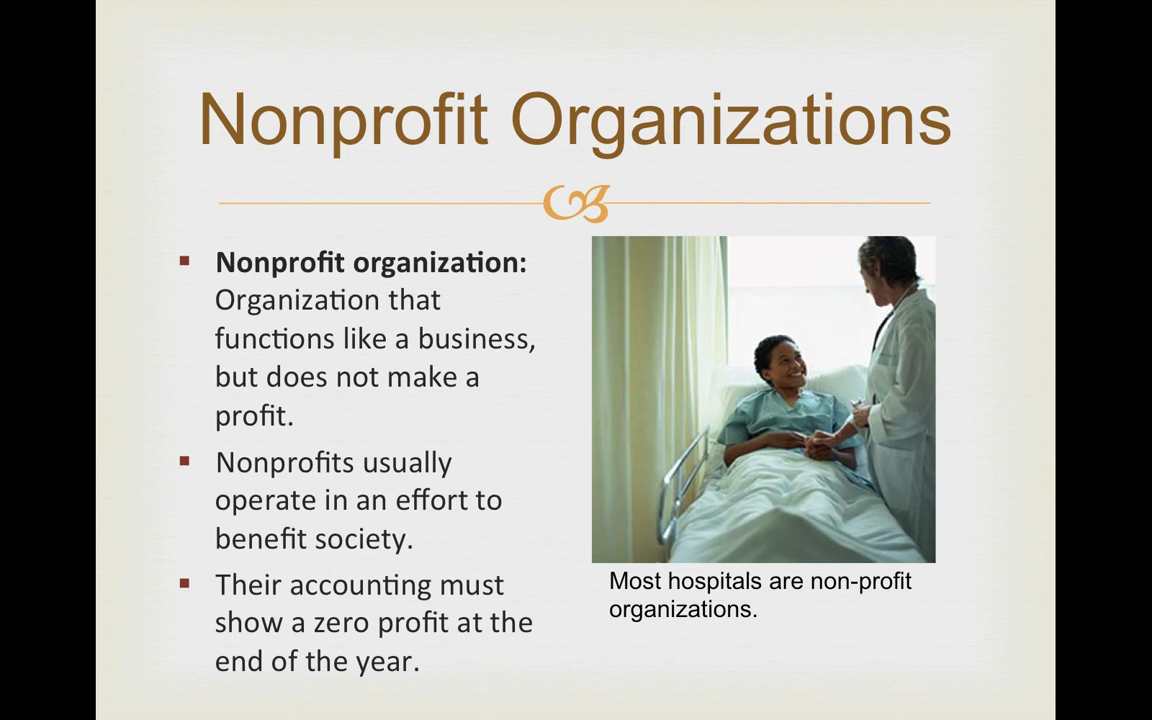 Nonprofit Organizations
Nonprofit organization:
Organization that
functions like a business,
but does not make a
profit.
Nonprofits usually
operate in an effort to
benefit society.
Their accounting must
show a zero profit at the
end of the year.
Most hospitals are non-profit
organizations.